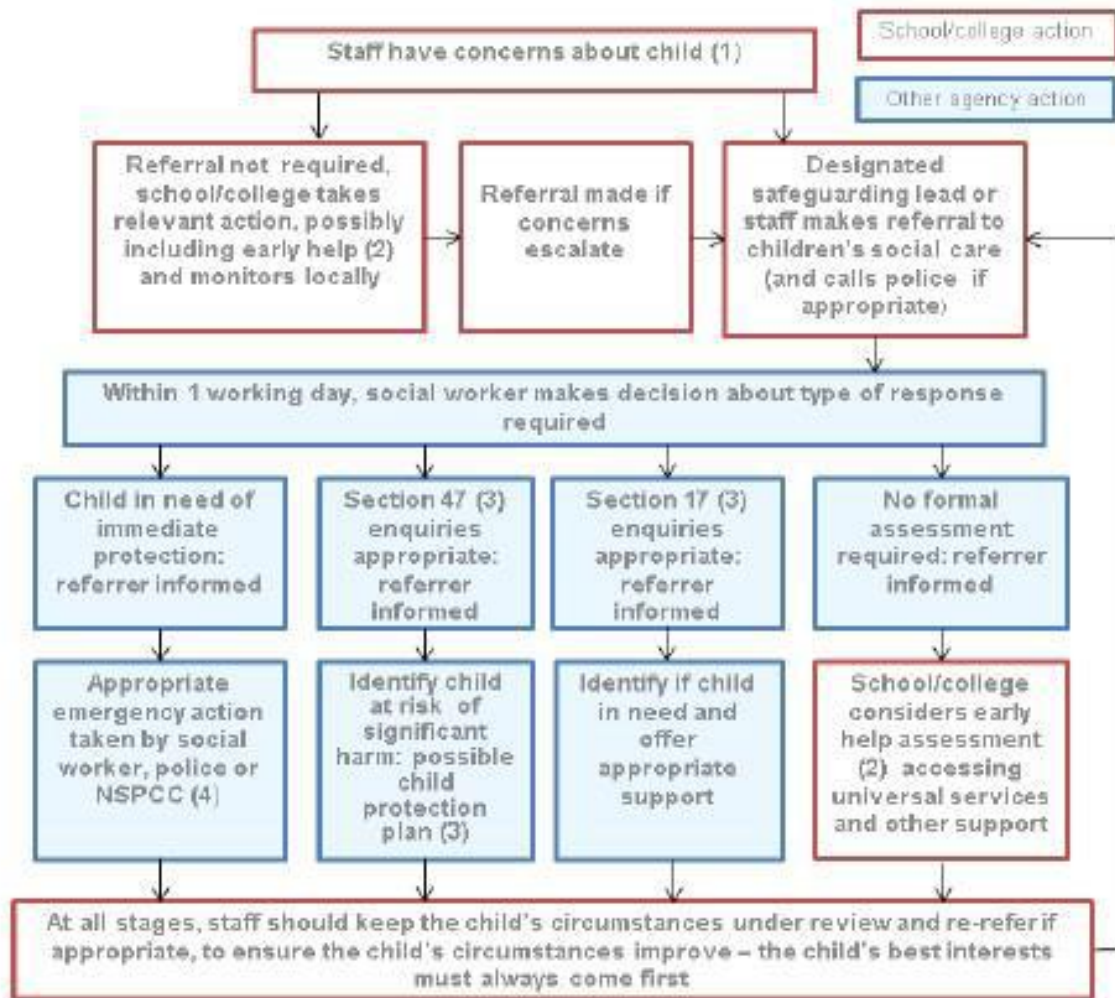 School/college action
Other agency action
Staff have concerns about child (1)
Referral not required,
school/college takes
relevant action, possibly
including early help (2)
and monitors locally
Referral made if
concerns
escalate
Designated
safeguarding lead or
staff makes referral to
children's social care
(and calls police if
appropriate)
Within 1 working day, social worker makes decision about type of response
required
Child in need of
immediate
protection:
referrer informed
Section 47 (3)
enquiries
appropriate:
referrer
informed
Section 17 (3)
enquiries
appropriate:
referrer
informed
No formal
assessment
required: referrer
informed
Appropriate
emergency action
taken by social
worker, police or
NSPCC (4)
Identify child
at risk of
significant
harm: possible
child
protection
plan (3)
Identify if child
in need and
offer
appropriate
support
School/college
considers early
help assessment
(2) accessing
universal services
and other support
At all stages, staff should keep the child's circumstances under review and re-refer if
appropriate, to ensure the child's circumstances improve – the child's best interests
must always come first